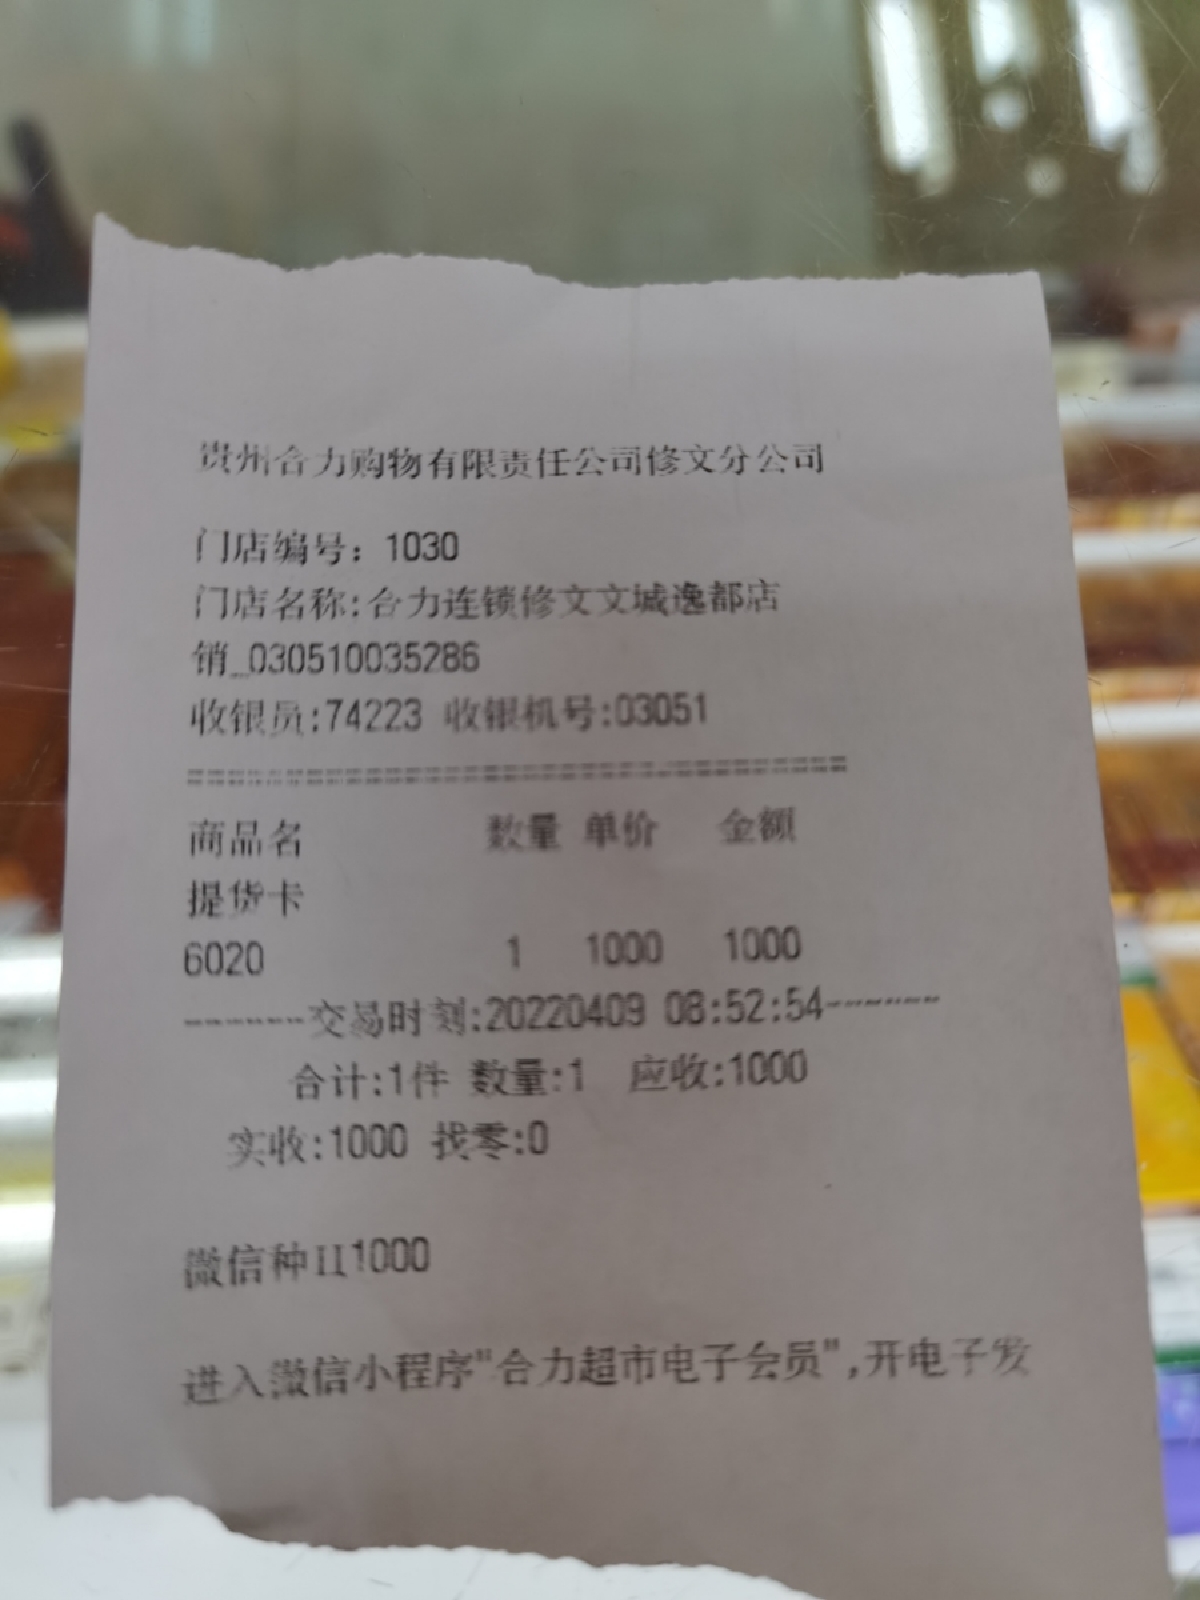 贵州合力购物有限责任公司修文分公司
门店编号：1030
门店名称:合力连锁修文文城逸都店
销_030510035286
收银员:74223 收银机号:03051
==================================
商品名 数量 单价 金额
提货卡
6020 1 1000 1000
------交易时刻:20220409 08:52:54------
合计:1件 数量:1 应收:1000
实收:1000 找零:0
微信种II1000
进入微信小程序"合力超市电子会员",开电子发